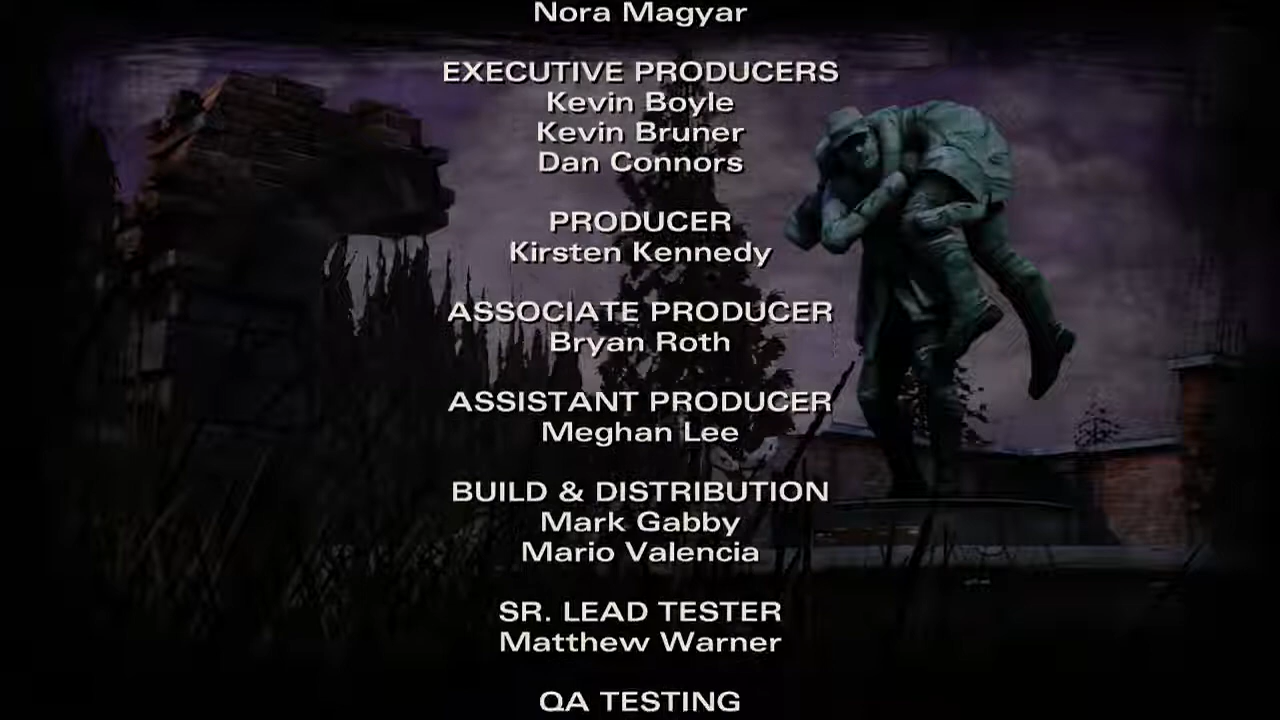 Nora Magyar
EXECUTIVE PRODUCERS
Kevin Boyle
Kevin Bruner
Dan Connors
PRODUCER
Kirsten Kennedy
ASSOCIATE PRODUCER
Bryan Roth
ASSISTANT PRODUCER
Meghan Lee
BUILD & DISTRIBUTION
Mark Gabby
Mario Valencia
SR. LEAD TESTER
Matthew Warner
QA TESTING